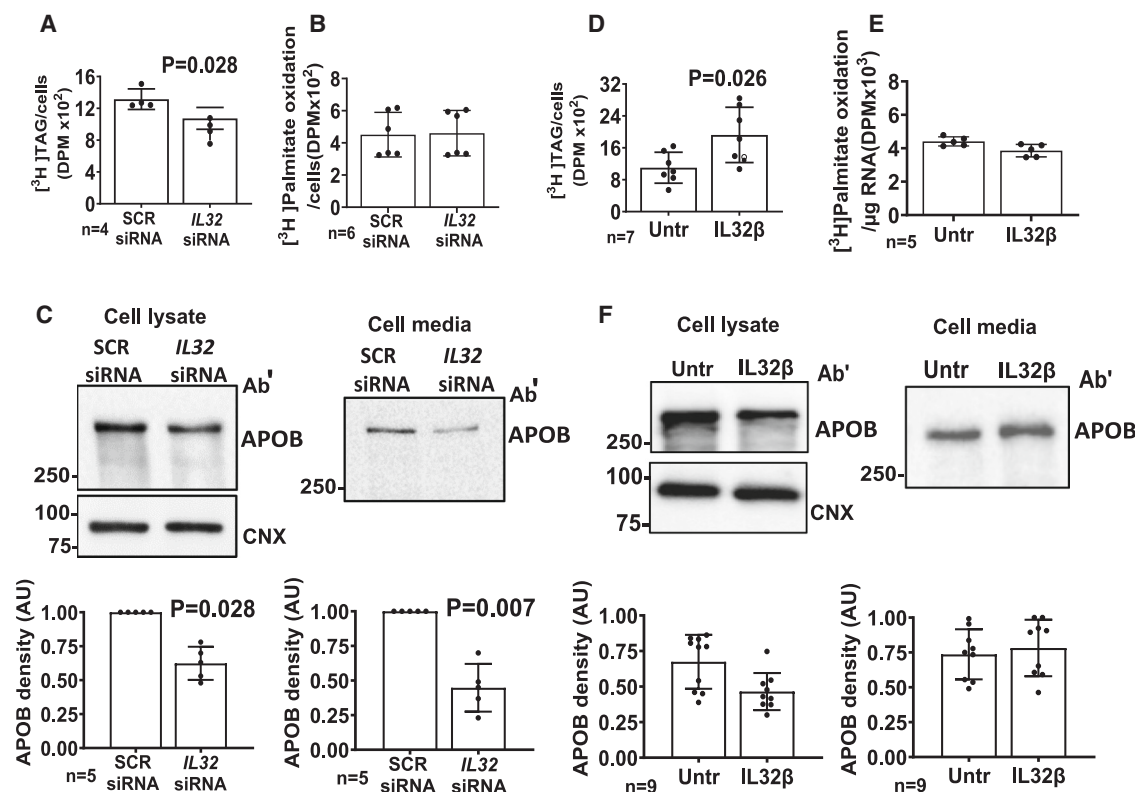 A
P=0.028
[³H ]TAG/cells
(DPM x10²)
16
12
8
4
0
SCR
siRNA
IL32
siRNA
n=4
B
[³H ]Palmitate oxidation
/cells(DPMx10²)
8
6
4
2
0
SCR
siRNA
IL32
siRNA
n=6
D
P=0.026
[³H ]TAG/cells
(DPM x10²)
32
24
16
8
0
Untr
IL32β
n=7
E
[³H]Palmitate oxidation
/µg RNA(DPMx10³)
8
6
4
2
0
Untr
IL32β
n=5
C
Cell lysate
SCR
siRNA
IL32
siRNA
Ab'
APOB
250
100
75
CNX
Cell media
SCR
siRNA
IL32
siRNA
Ab'
APOB
250
APOB density (AU)
1.00
0.75
0.50
0.25
0.00
P=0.028
SCR
siRNA
IL32
siRNA
n=5
APOB density (AU)
1.00
0.75
0.50
0.25
0.00
P=0.007
SCR
siRNA
IL32
siRNA
n=5
F
Cell lysate
Untr
IL32β
Ab'
APOB
250
100
75
CNX
Cell media
Untr
IL32β
Ab'
APOB
250
APOB density (AU)
1.00
0.75
0.50
0.25
0.00
Untr
IL32β
n=9
APOB density (AU)
1.00
0.75
0.50
0.25
0.00
Untr
IL32β
n=9